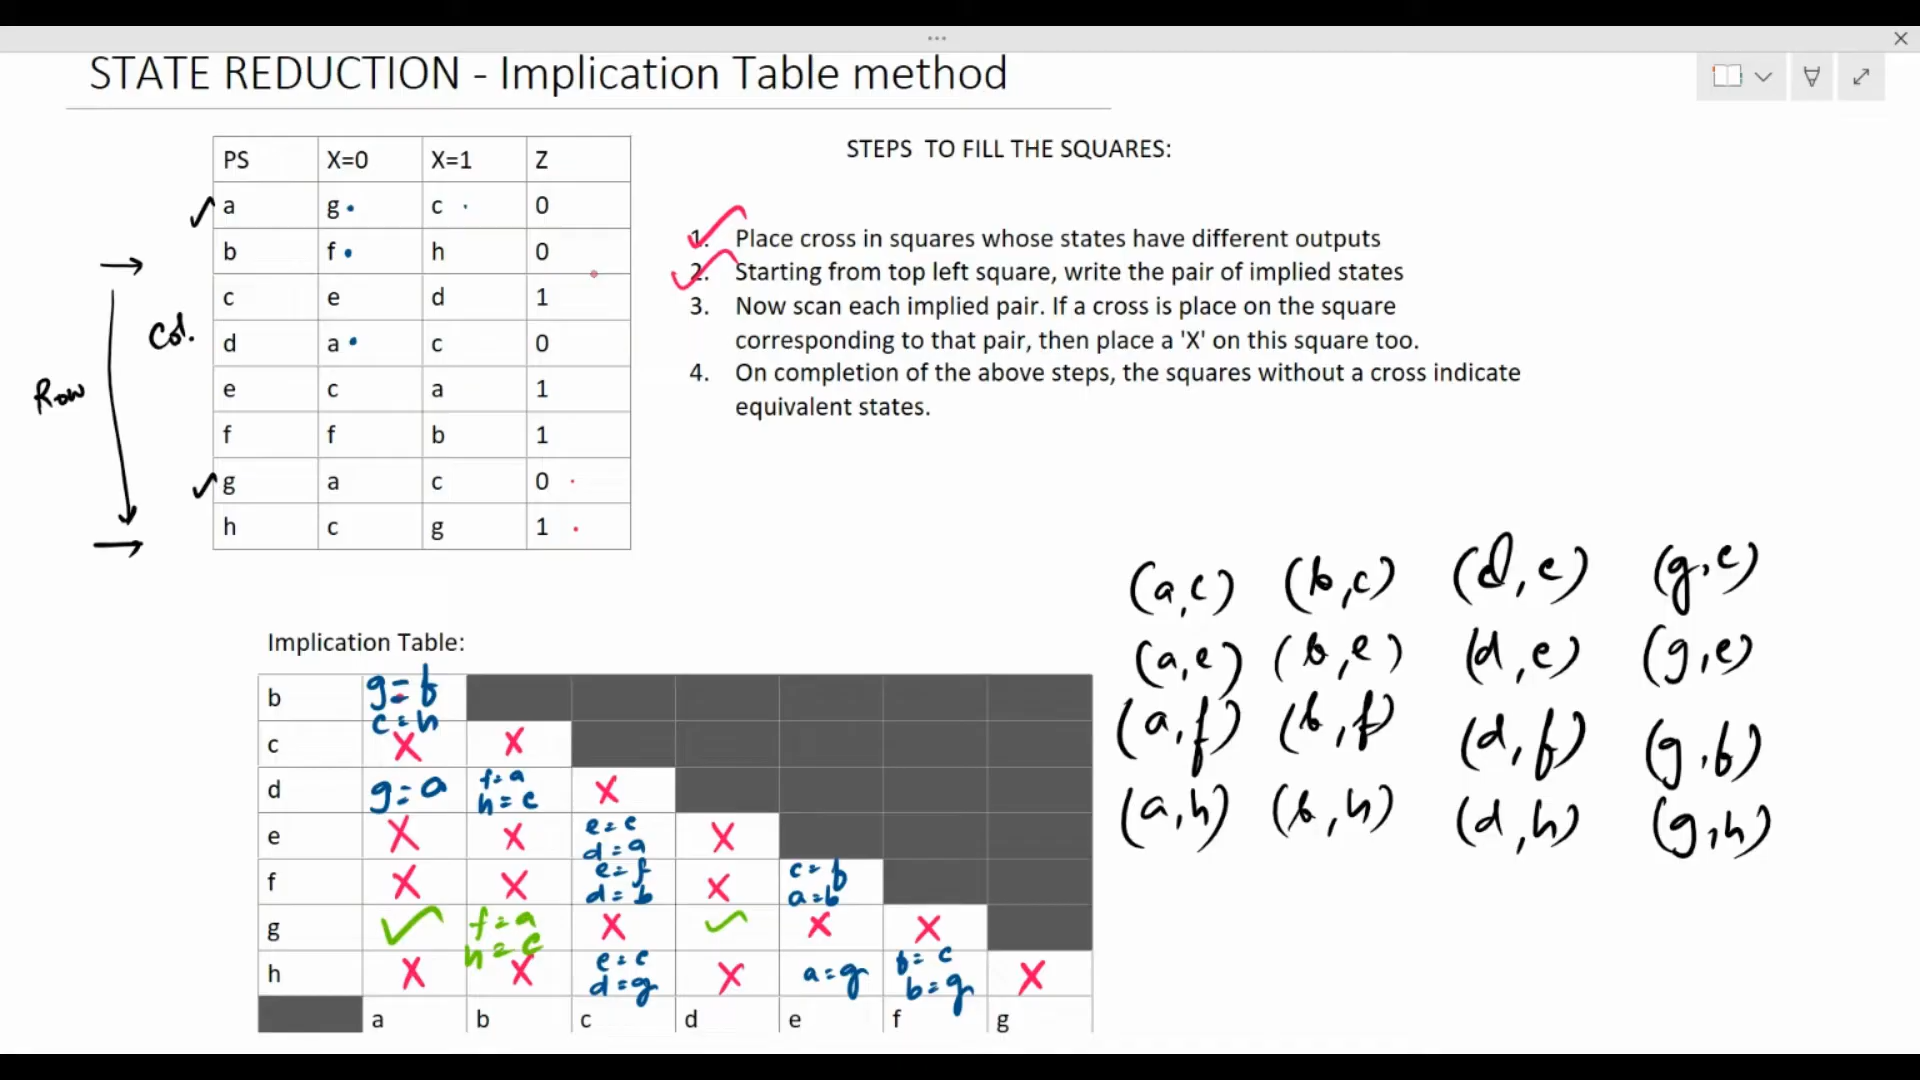 STATE REDUCTION - Implication Table method
STEPS TO FILL THE SQUARES:
PS X=0 X=1 Z
a g c 0
b f h 0
c e d 1
d a c 0
e c a 1
f f b 1
g a c 0
h c g 1
Col.
Row
1. Place cross in squares whose states have different outputs
2. Starting from top left square, write the pair of implied states
3. Now scan each implied pair. If a cross is place on the square
corresponding to that pair, then place a 'X' on this square too.
4. On completion of the above steps, the squares without a cross indicate
equivalent states.
(a,c) (b,c) (d,c) (g,c)
(a,e) (b,e) (d,e) (g,e)
(a,f) (b,f) (d,f) (g,f)
(a,h) (b,h) (d,h) (g,h)
Implication Table:
b g=f
c=h
c X X
d g=a f=a
h=c X
e X X e=c
d=a X
f X X e=f
d=b X c=f
a=b
g ✓ f=a
h=c X ✓ X X
h X X e=c
d=g X a=g f=c
b=g X
a b c d e f g